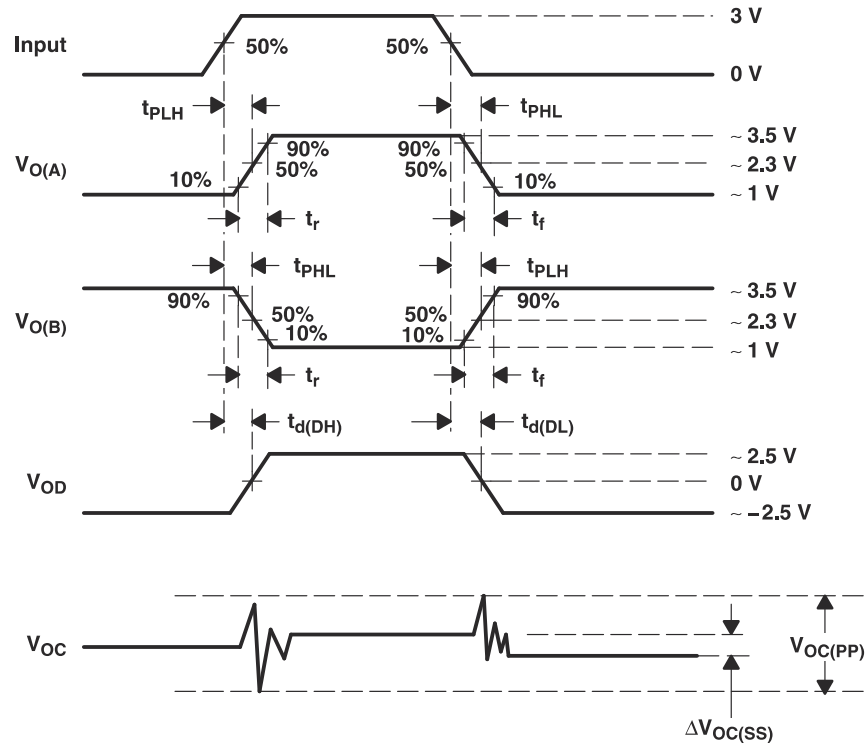 3 V
Input
50% 50%
0 V
tPLH tPHL
~ 3.5 V
90% 90%
VO(A) 50% 50% ~ 2.3 V
10% 10%
~ 1 V
tr tf
tPHL tPLH
90% 90% ~ 3.5 V
VO(B) 50% 50% ~ 2.3 V
10% 10%
~ 1 V
tr tf
td(DH) td(DL)
~ 2.5 V
VOD 0 V
~ −2.5 V
VOC VOC(PP)
ΔVOC(SS)